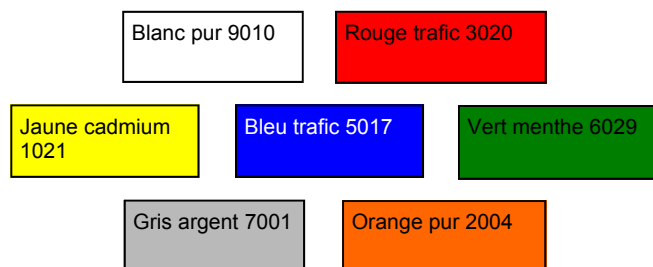 Blanc pur 9010
Rouge trafic 3020
Jaune cadmium
1021
Bleu trafic 5017
Vert menthe 6029
Gris argent 7001
Orange pur 2004